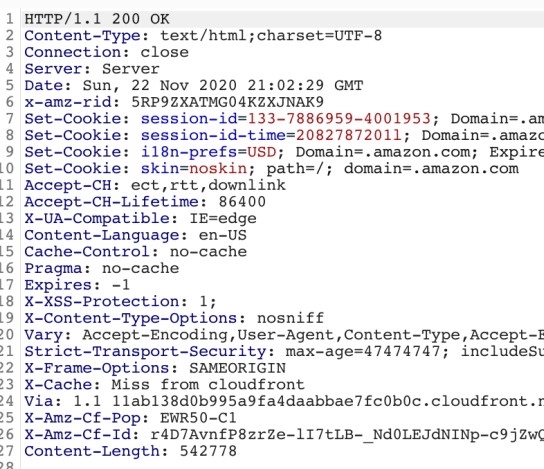 1 HTTP/1.1 200 OK
2 Content-Type: text/html;charset=UTF-8
3 Connection: close
4 Server: Server
5 Date: Sun, 22 Nov 2020 21:02:29 GMT
6 x-amz-rid: 5RP9ZXATMG04KZXJNAK9
7 Set-Cookie: session-id=133-7886959-4001953; Domain=.am
8 Set-Cookie: session-id-time=2082787201l; Domain=.amazo
9 Set-Cookie: i18n-prefs=USD; Domain=.amazon.com; Expire
10 Set-Cookie: skin=noskin; path=/; domain=.amazon.com
11 Accept-CH: ect,rtt,downlink
12 Accept-CH-Lifetime: 86400
13 X-UA-Compatible: IE=edge
14 Content-Language: en-US
15 Cache-Control: no-cache
16 Pragma: no-cache
17 Expires: -1
18 X-XSS-Protection: 1;
19 X-Content-Type-Options: nosniff
20 Vary: Accept-Encoding,User-Agent,Content-Type,Accept-E
21 Strict-Transport-Security: max-age=47474747; includeSu
22 X-Frame-Options: SAMEORIGIN
23 X-Cache: Miss from cloudfront
24 Via: 1.1 11ab138d0b995a9fa4daabbae7fc0b0c.cloudfront.n
25 X-Amz-Cf-Pop: EWR50-C1
26 X-Amz-Cf-Id: r4D7AvnfP8zrZe-lI7tLB-_Nd0LEJdNINp-c9jZwQ
27 Content-Length: 542778
28